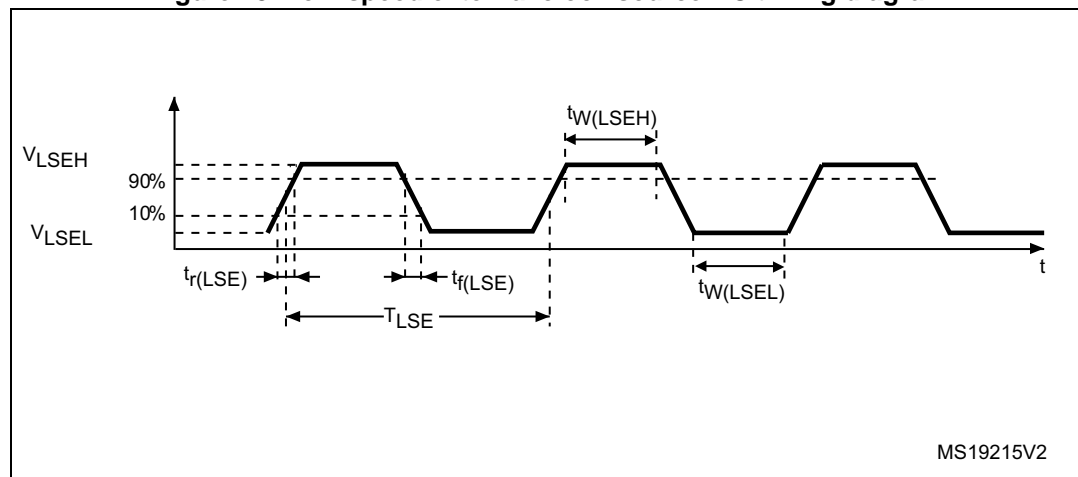 tW(LSEH)
VLSEH
90%
10%
VLSEL
tr(LSE)
tf(LSE)
tW(LSEL)
t
TLSE
MS19215V2